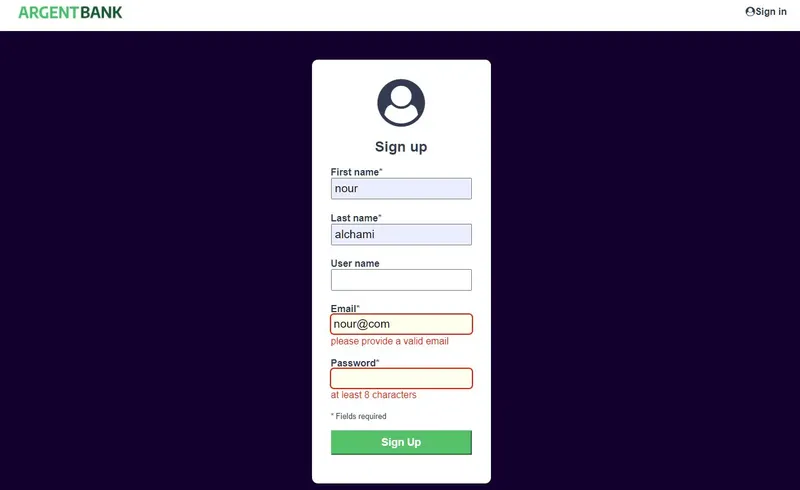 ARGENTBANK
Sign in
Sign up
First name*
nour
Last name*
alchami
User name
Email*
nour@com
please provide a valid email
Password*
at least 8 characters
* Fields required
Sign Up